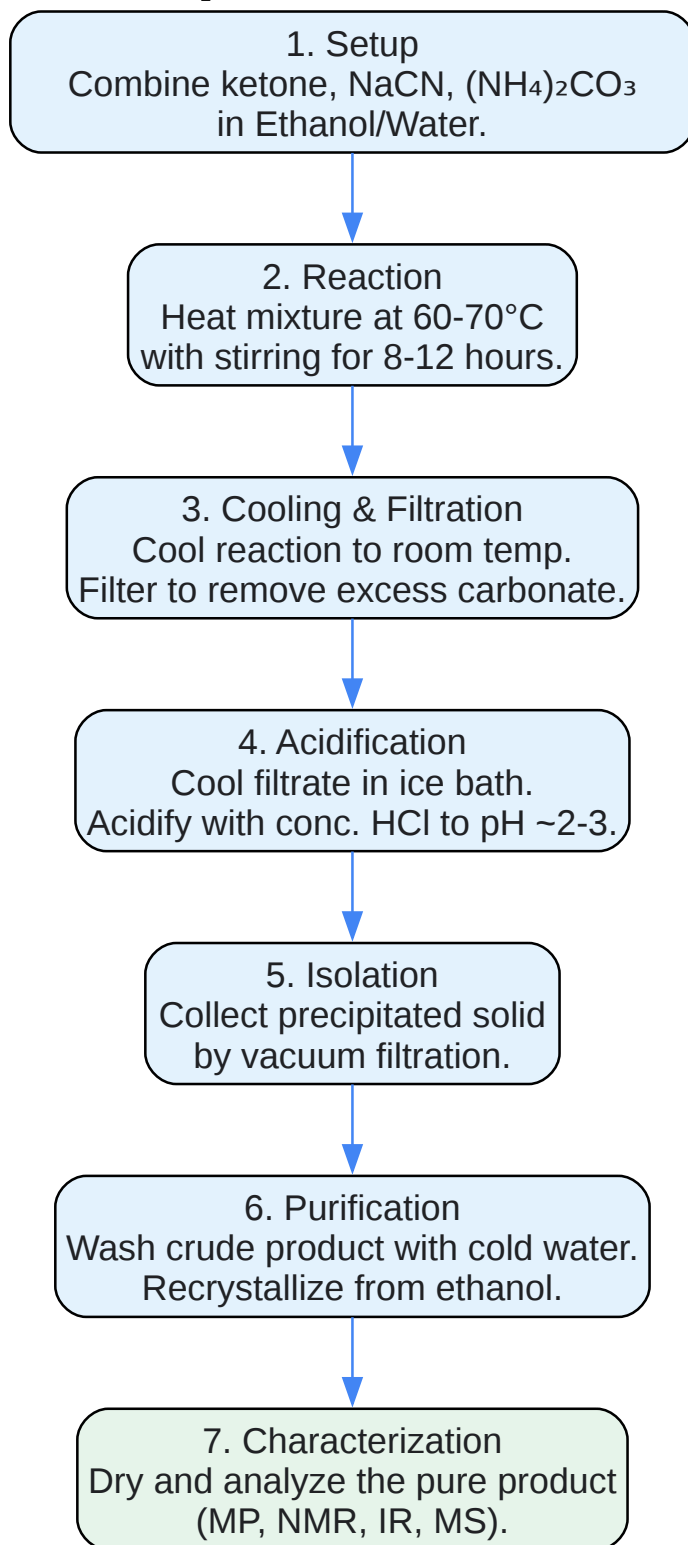 1. Setup
Combine ketone, NaCN, (NH₄)₂CO₃
in Ethanol/Water.
2. Reaction
Heat mixture at 60-70°C
with stirring for 8-12 hours.
3. Cooling & Filtration
Cool reaction to room temp.
Filter to remove excess carbonate.
4. Acidification
Cool filtrate in ice bath.
Acidify with conc. HCl to pH ~2-3.
5. Isolation
Collect precipitated solid
by vacuum filtration.
6. Purification
Wash crude product with cold water.
Recrystallize from ethanol.
7. Characterization
Dry and analyze the pure product
(MP, NMR, IR, MS).